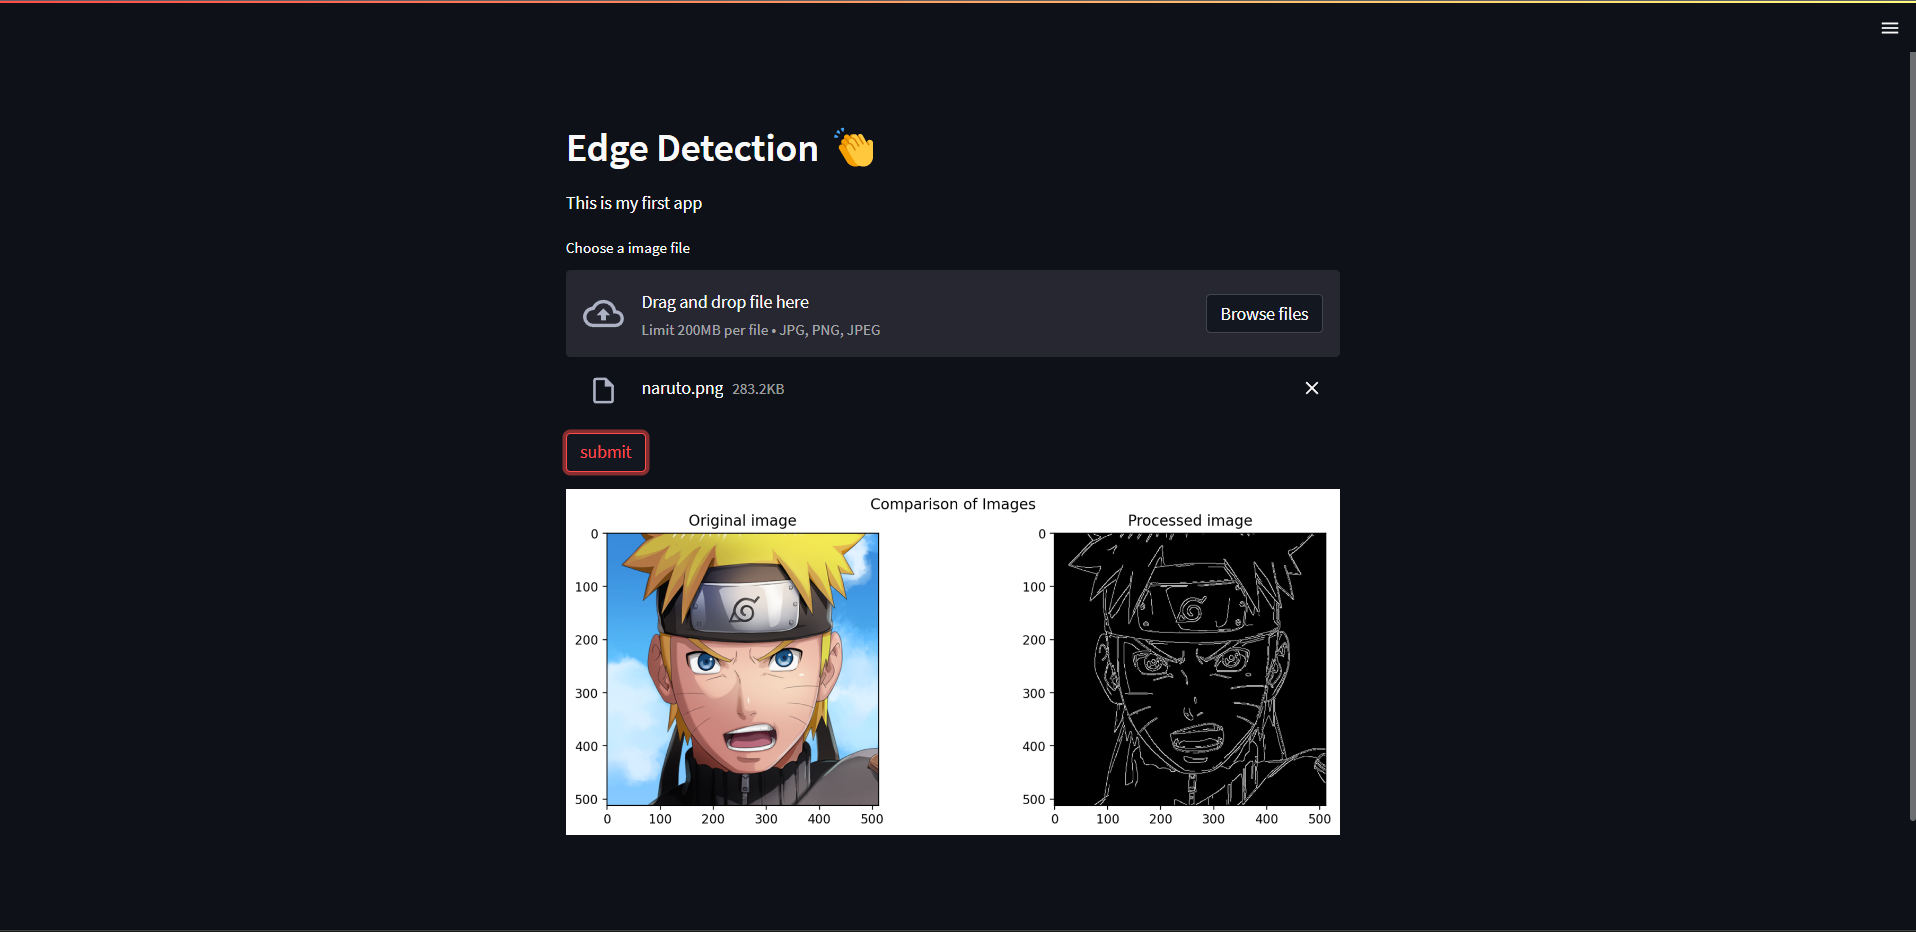 Edge Detection 👏
This is my first app
Choose a image file
Drag and drop file here
Limit 200MB per file • JPG, PNG, JPEG
Browse files
naruto.png 283.2KB
submit
Comparison of Images
Original image
0
100
200
300
400
500
0 100 200 300 400 500
Processed image
0
100
200
300
400
500
0 100 200 300 400 500